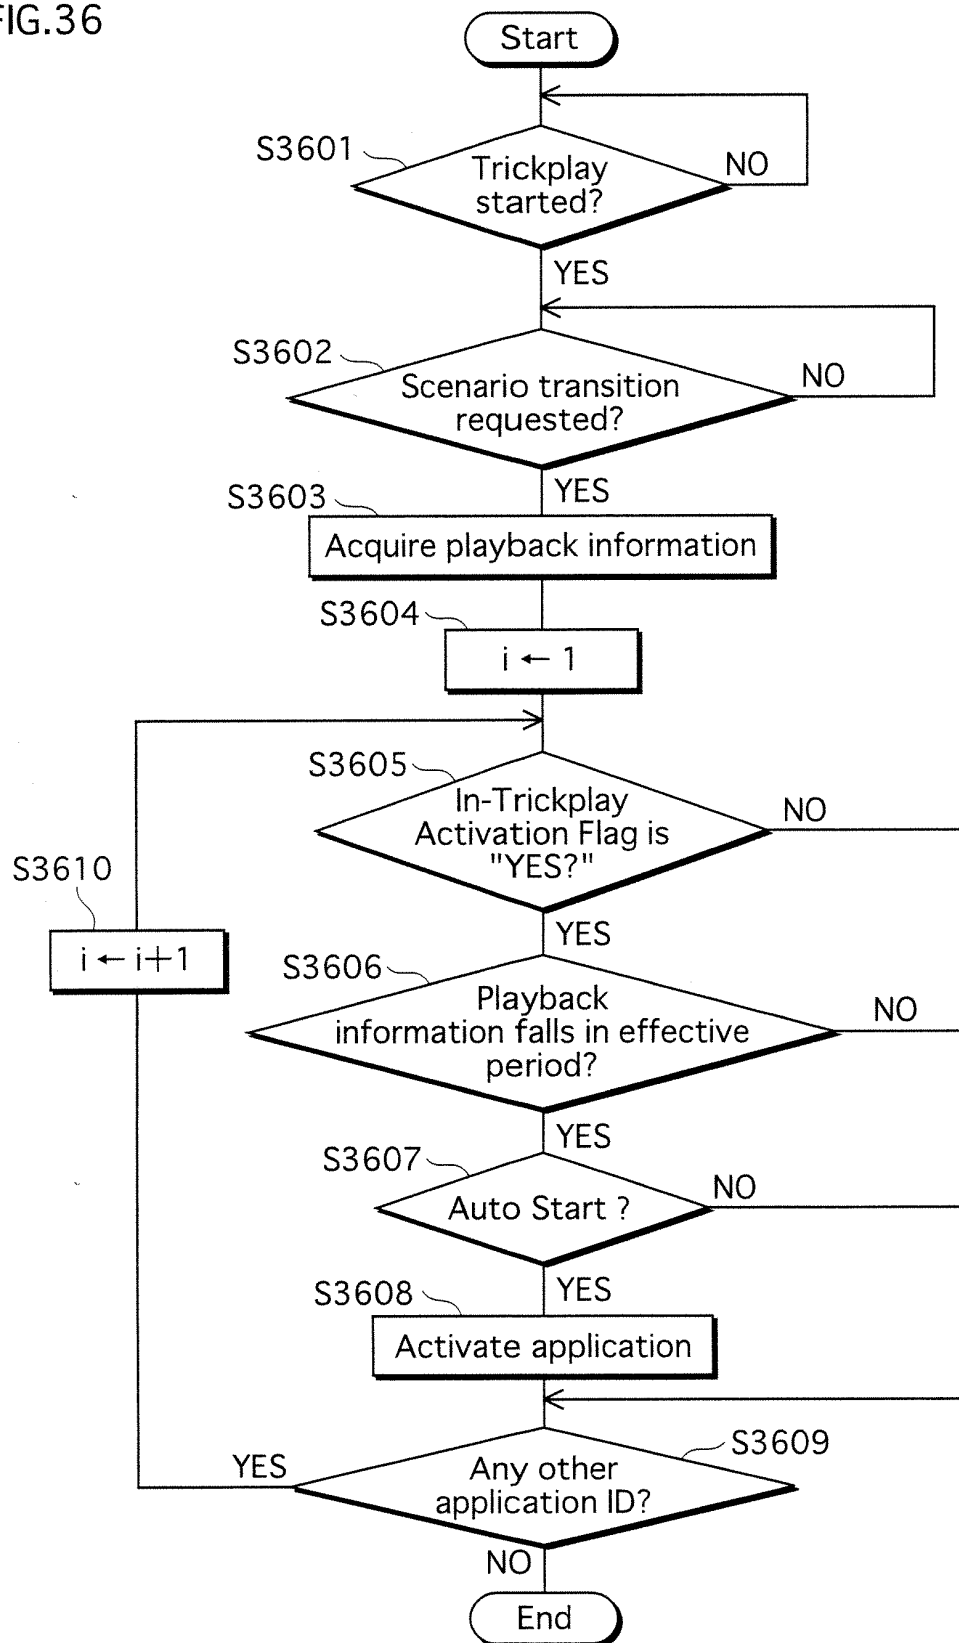 FIG.36
Start
S3601
Trickplay
started?
NO
YES
S3602
Scenario transition
requested?
NO
YES
S3603
Acquire playback information
S3604
i ← 1
S3605
In-Trickplay
Activation Flag is
"YES?"
NO
S3610
i ← i+1
YES
S3606
Playback
information falls in effective
period?
NO
YES
S3607
Auto Start ?
NO
YES
S3608
Activate application
S3609
YES
Any other
application ID?
NO
End